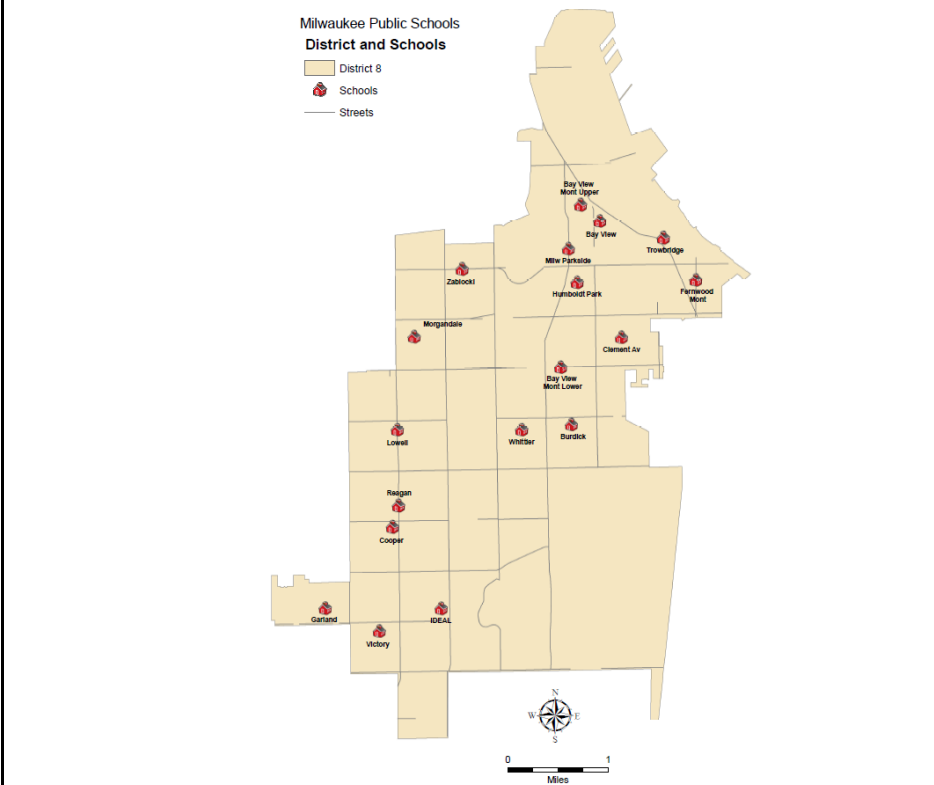 Milwaukee Public Schools
District and Schools
District 8
Schools
Streets
Bay View
Mont Upper
Bay View
Trowbridge
Milw Parkside
Zablocki
Humboldt Park
Fernwood
Mont
Morgandale
Clement Av
Bay View
Mont Lower
Lowell
Whittier
Burdick
Reagan
Cooper
Garland
IDEAL
Victory
N
W
E
S
0
1
Miles